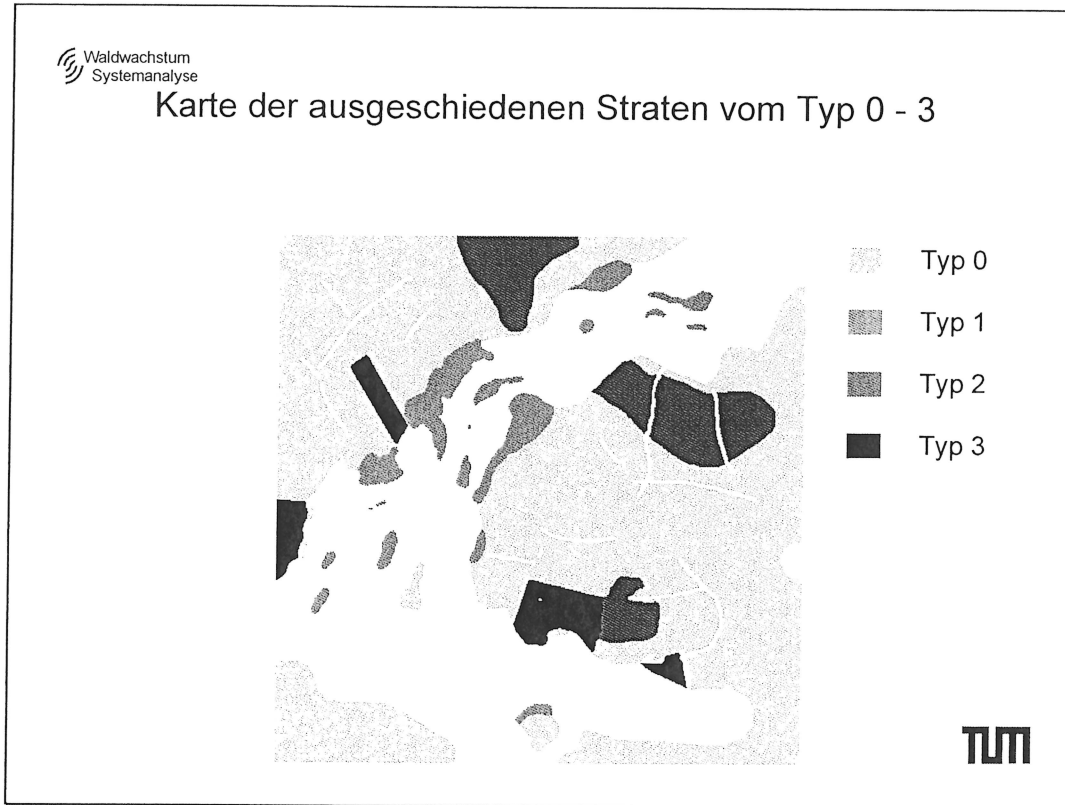 Waldwachstum
Systemanalyse
Karte der ausgeschiedenen Straten vom Typ 0 - 3
Typ 0
Typ 1
Typ 2
Typ 3
TUM